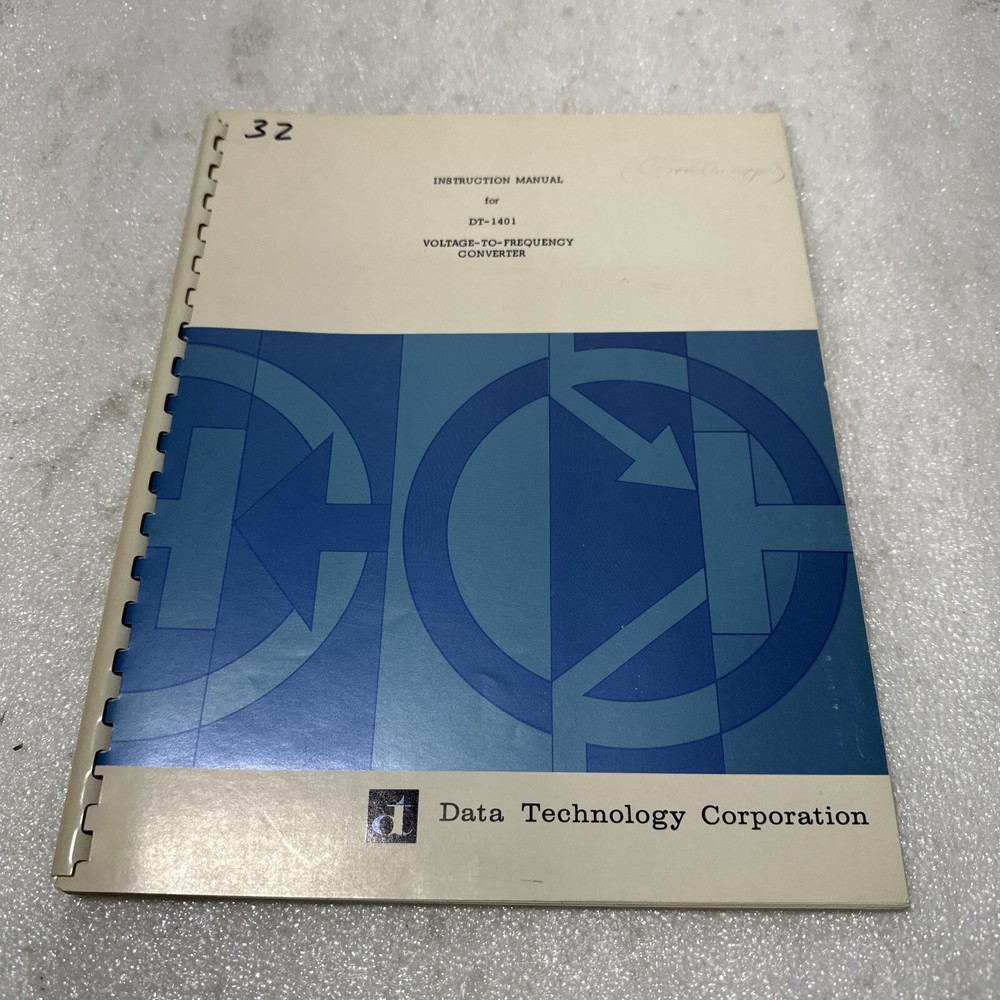 32
INSTRUCTION MANUAL
for
DT-1401
VOLTAGE-TO-FREQUENCY
CONVERTER
dt
Data Technology Corporation